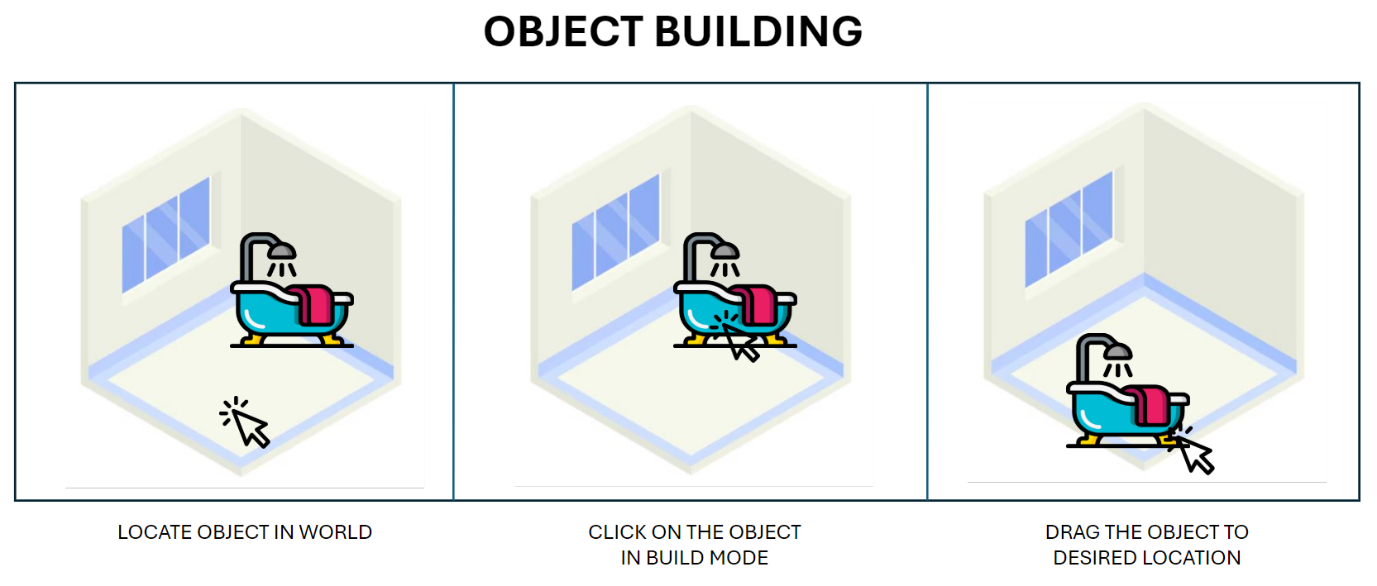 OBJECT BUILDING
LOCATE OBJECT IN WORLD
CLICK ON THE OBJECT
IN BUILD MODE
DRAG THE OBJECT TO
DESIRED LOCATION